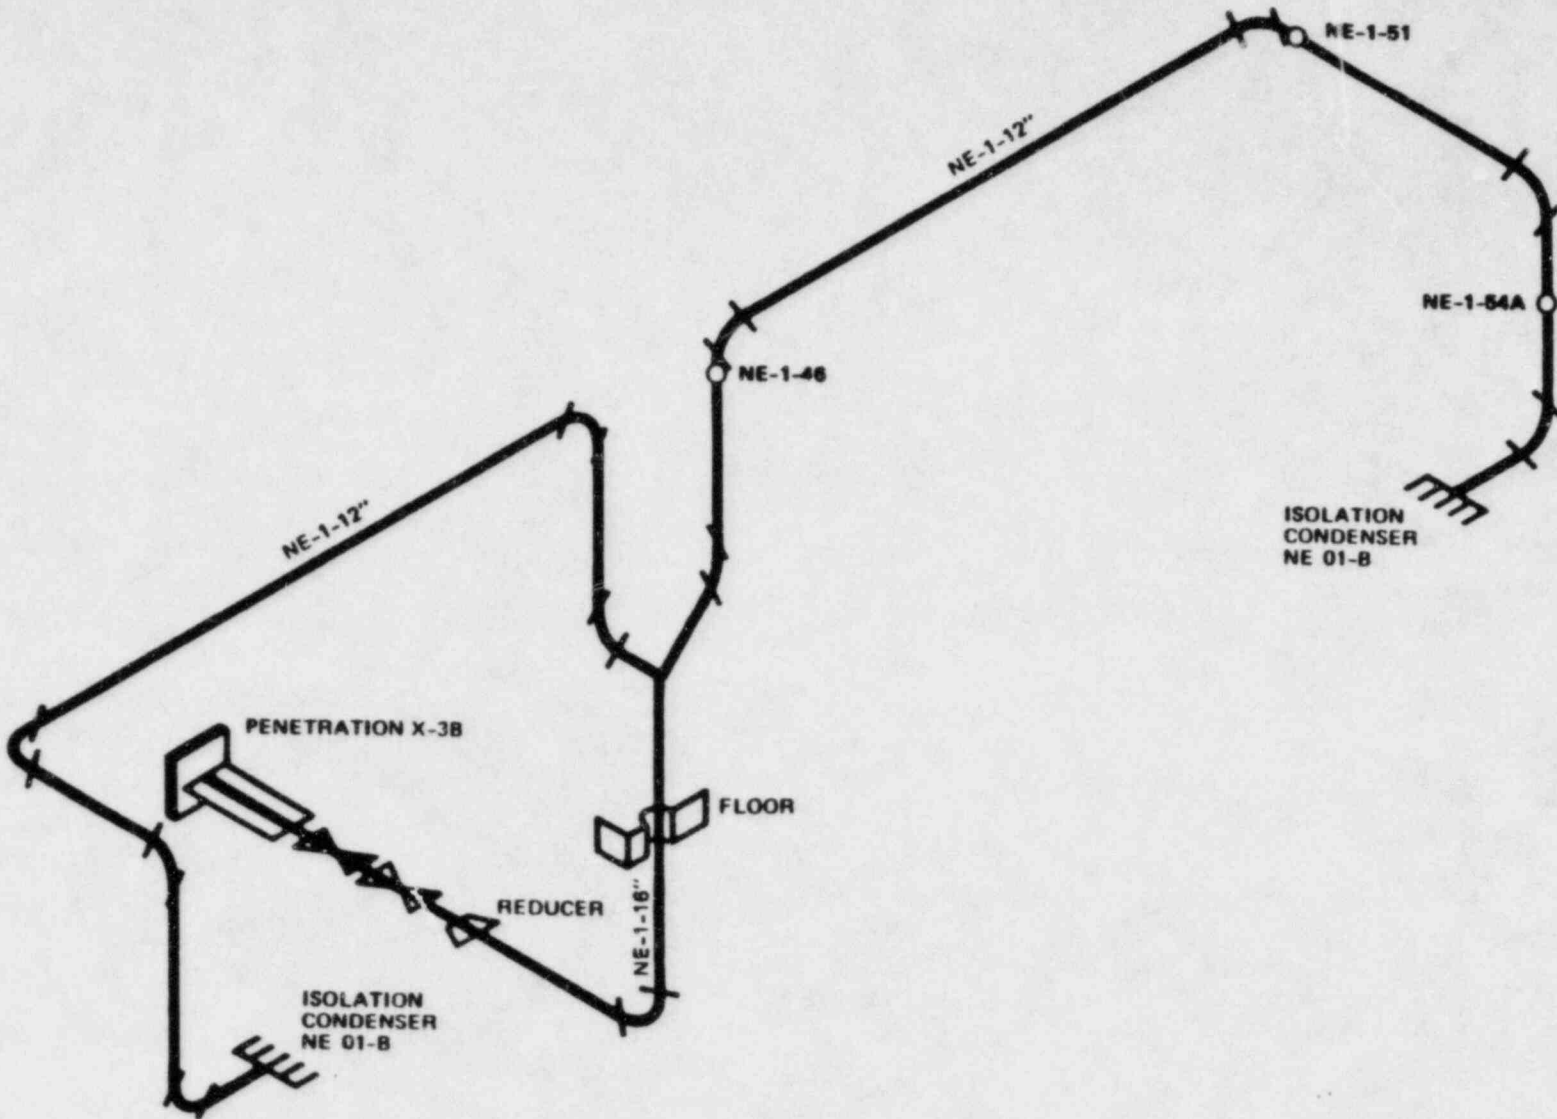 NE-1-51
NE-1-12"
NE-1-54A
NE-1-46
ISOLATION
CONDENSER
NE 01-B
NE-1-12"
PENETRATION X-3B
FLOOR
REDUCER
NE-1-16"
ISOLATION
CONDENSER
NE 01-B